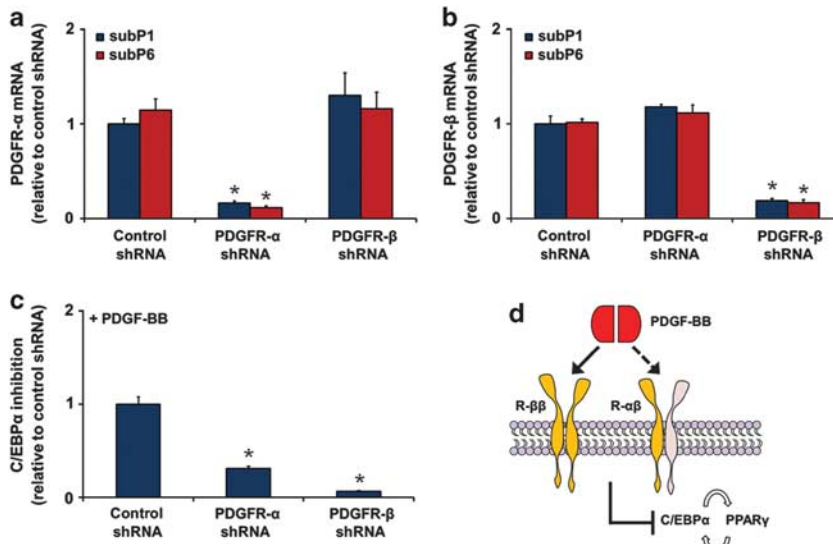 a
2
1
0
PDGFR-α mRNA
(relative to control shRNA)
subP1
subP6
*
*
Control
shRNA
PDGFR-α
shRNA
PDGFR-β
shRNA
b
2
1
0
PDGFR-β mRNA
(relative to control shRNA)
subP1
subP6
*
*
Control
shRNA
PDGFR-α
shRNA
PDGFR-β
shRNA
c
2
1
0
C/EBPα inhibition
(relative to control shRNA)
+ PDGF-BB
*
*
Control
shRNA
PDGFR-α
shRNA
PDGFR-β
shRNA
d
PDGF-BB
R-ββ
R-αβ
C/EBPα
PPARγ